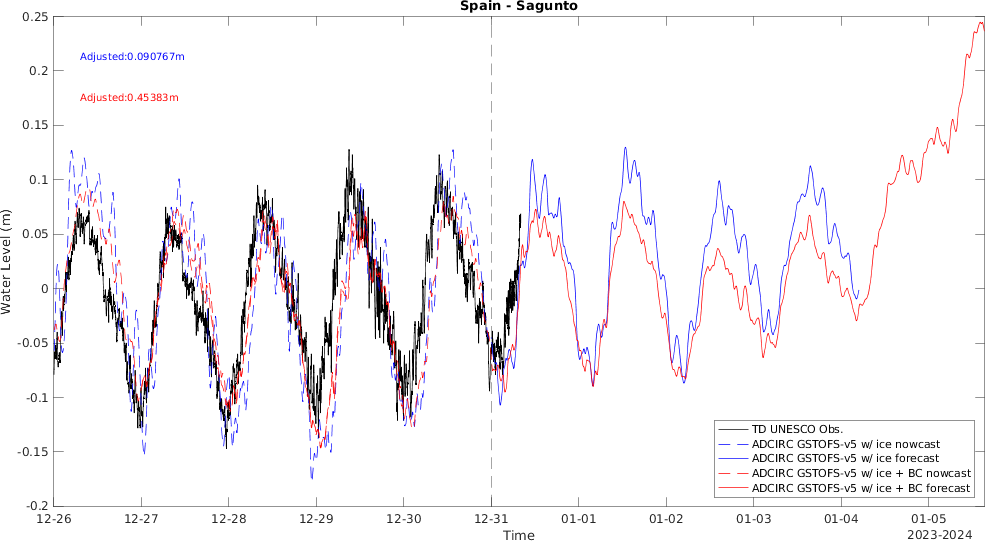 Spain - Sagunto
0.25
0.2
0.15
0.1
0.05
0
-0.05
-0.1
-0.15
-0.2
Water Level (m)
Adjusted:0.090767m
Adjusted:0.45383m
TD UNESCO Obs.
ADCIRC GSTOFS-v5 w/ ice nowcast
ADCIRC GSTOFS-v5 w/ ice forecast
ADCIRC GSTOFS-v5 w/ ice + BC nowcast
ADCIRC GSTOFS-v5 w/ ice + BC forecast
12-26 12-27 12-28 12-29 12-30 12-31 01-01 01-02 01-03 01-04 01-05
Time
2023-2024